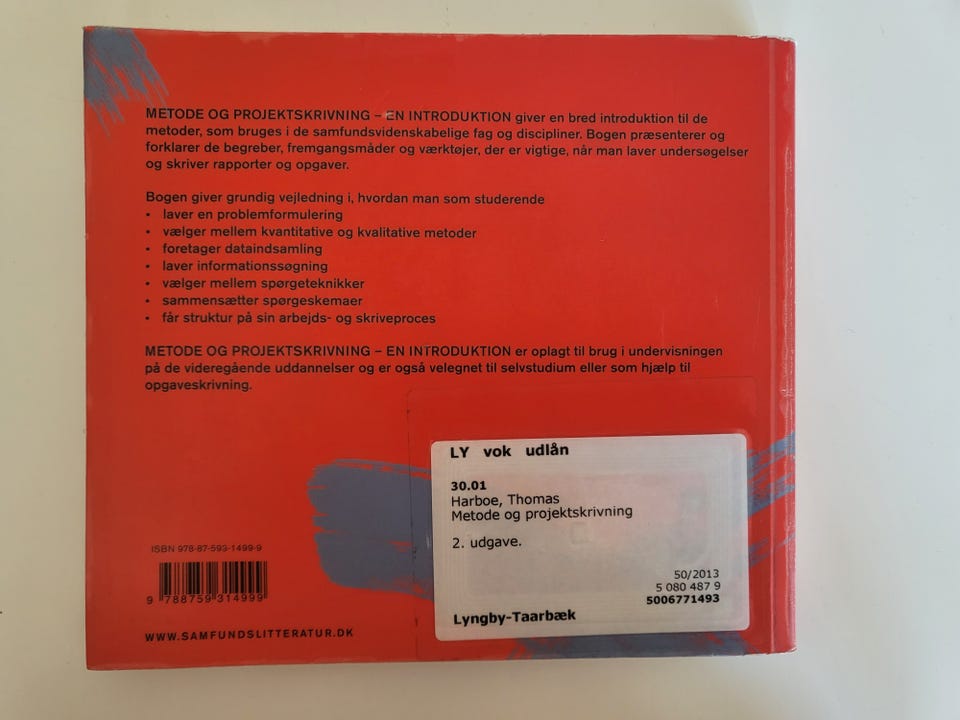 METODE OG PROJEKTSKRIVNING – EN INTRODUKTION giver en bred introduktion til de
metoder, som bruges i de samfundsvidenskabelige fag og discipliner. Bogen præsenterer og
forklarer de begreber, fremgangsmåder og værktøjer, der er vigtige, når man laver undersøgelser
og skriver rapporter og opgaver.
Bogen giver grundig vejledning i, hvordan man som studerende
• laver en problemformulering
• vælger mellem kvantitative og kvalitative metoder
• foretager dataindsamling
• laver informationssøgning
• vælger mellem spørgeteknikker
• sammensætter spørgeskemaer
• får struktur på sin arbejds- og skriveproces
METODE OG PROJEKTSKRIVNING – EN INTRODUKTION er oplagt til brug i undervisningen
på de videregående uddannelser og er også velegnet til selvstudium eller som hjælp til
opgaveskrivning.
LY vok udlån
30.01
Harboe, Thomas
Metode og projektskrivning
2. udgave.
50/2013
5 080 487 9
5006771493
Lyngby-Taarbæk
ISBN 978-87-593-1499-9
9 788759 314999
WWW.SAMFUNDSLITTERATUR.DK